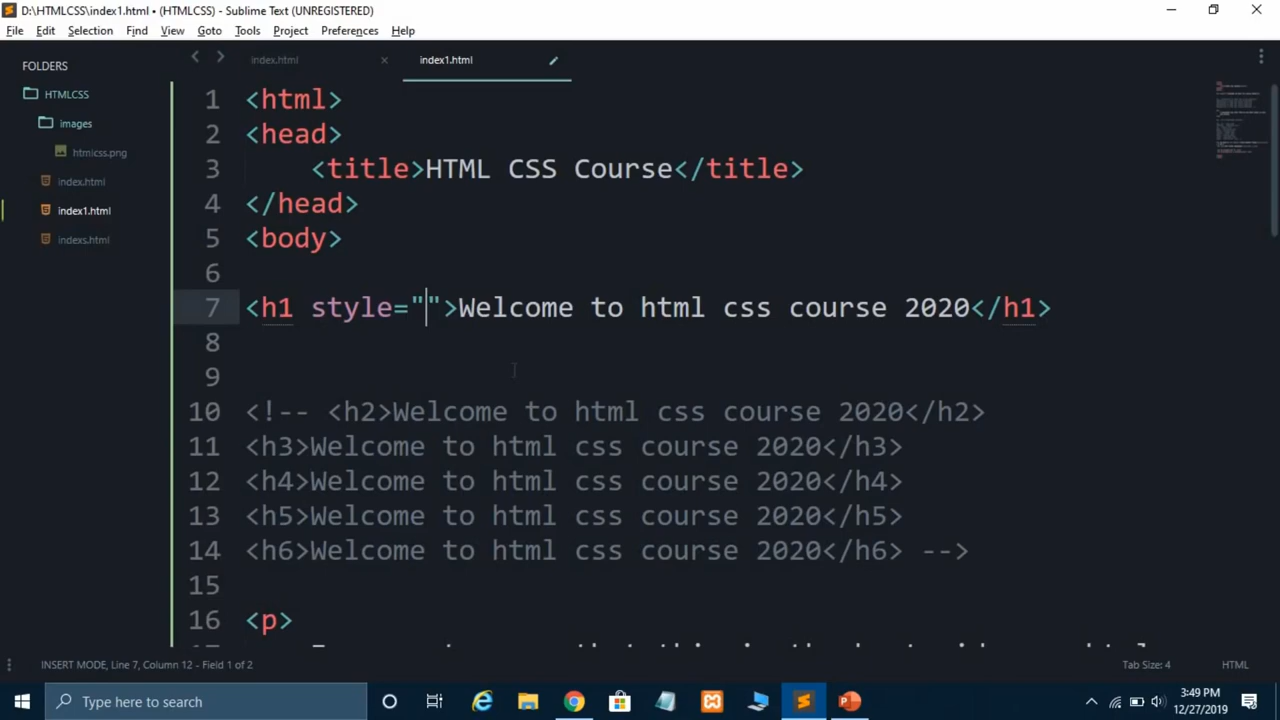 D:\HTMLCSS\index1.html • (HTMLCSS) - Sublime Text (UNREGISTERED)
File Edit Selection Find View Goto Tools Project Preferences Help
FOLDERS
HTMLCSS
images
htmlcss.png
index.html
index1.html
indexs.html
index.html
index1.html
1 <html>
2 <head>
3 <title>HTML CSS Course</title>
4 </head>
5 <body>
6
7 <h1 style="">Welcome to html css course 2020</h1>
8
9
10 <!-- <h2>Welcome to html css course 2020</h2>
11 <h3>Welcome to html css course 2020</h3>
12 <h4>Welcome to html css course 2020</h4>
13 <h5>Welcome to html css course 2020</h5>
14 <h6>Welcome to html css course 2020</h6> -->
15
16 <p>
INSERT MODE, Line 7, Column 12 - Field 1 of 2
Tab Size: 4
HTML
Type here to search
3:49 PM
12/27/2019